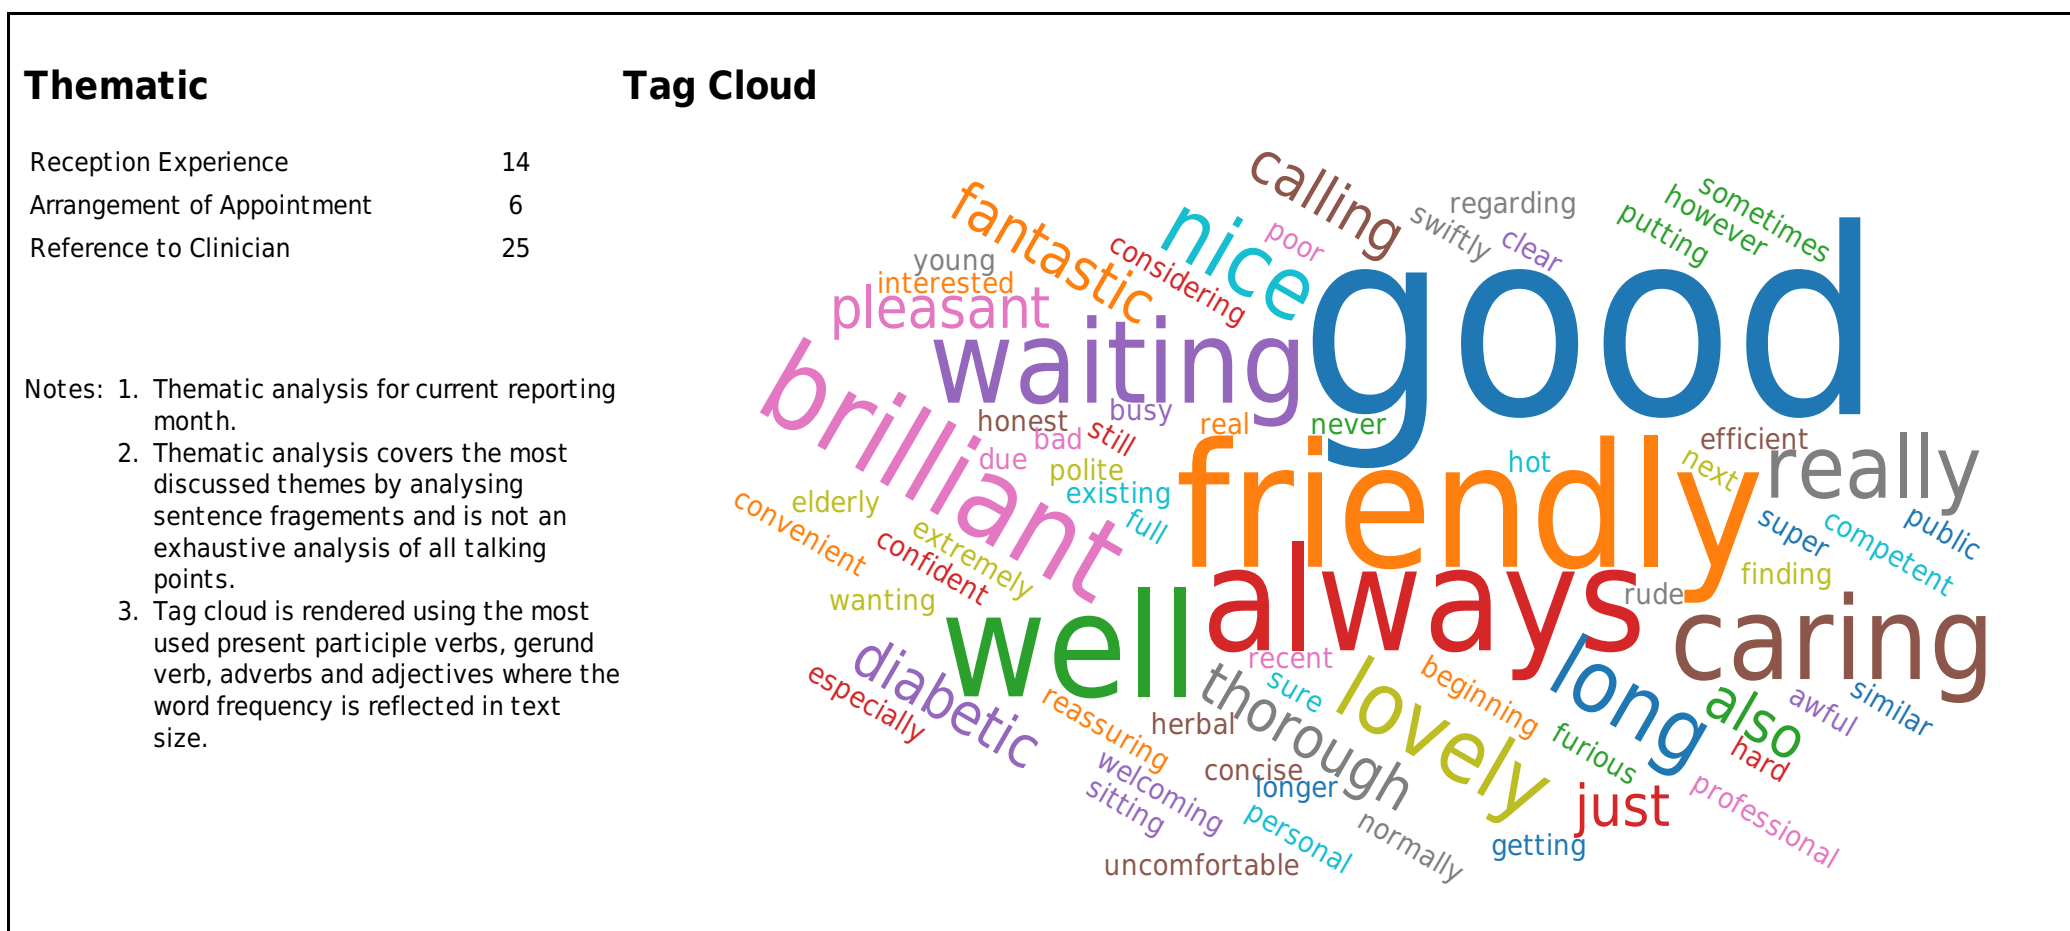 Thematic
Tag Cloud
Reception Experience 14
Arrangement of Appointment 6
Reference to Clinician 25
Notes: 1. Thematic analysis for current reporting
month.
2. Thematic analysis covers the most
discussed themes by analysing
sentence fragements and is not an
exhaustive analysis of all talking
points.
3. Tag cloud is rendered using the most
used present participle verbs, gerund
verb, adverbs and adjectives where the
word frequency is reflected in text
size.
calling
fantastic
nice
poor
swiftly
regarding
clear
sometimes
however
putting
young
interested
pleasant
considering
good
waiting
brilliant
honest
busy
bad
still
real
never
due
polite
existing
full
friendly
hot
efficient
next
really
elderly
convenient
extremely
confident
wanting
super
competent
public
finding
rude
always
well
caring
diabetic
especially
reassuring
recent
sure
herbal
thorough
lovely
beginning
long
also
awful
similar
hard
furious
welcoming
sitting
concise
longer
personal
normally
just
getting
professional
uncomfortable